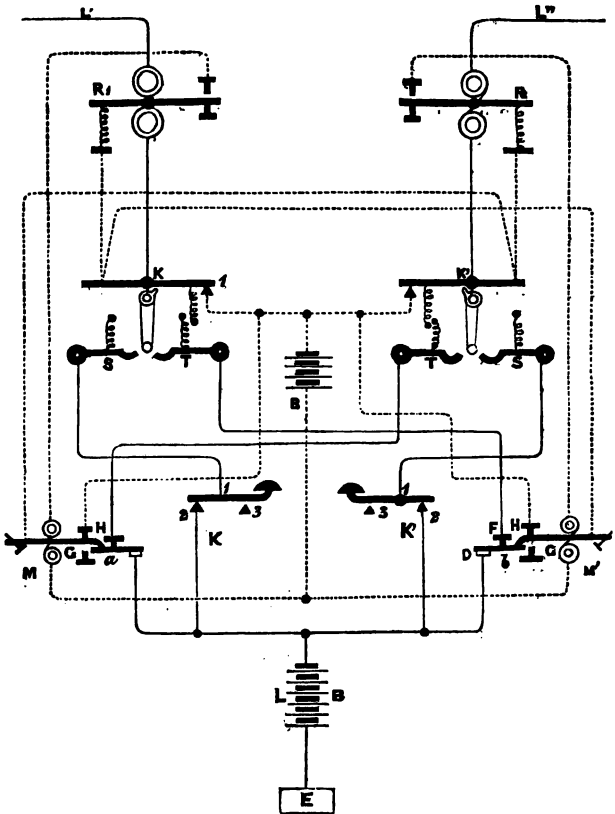 L' L"
R1 R2
K 1 K'
S T T S
B
1 1
2 3 3 2
K K'
H F H
G a D b G
M M'
L B
E